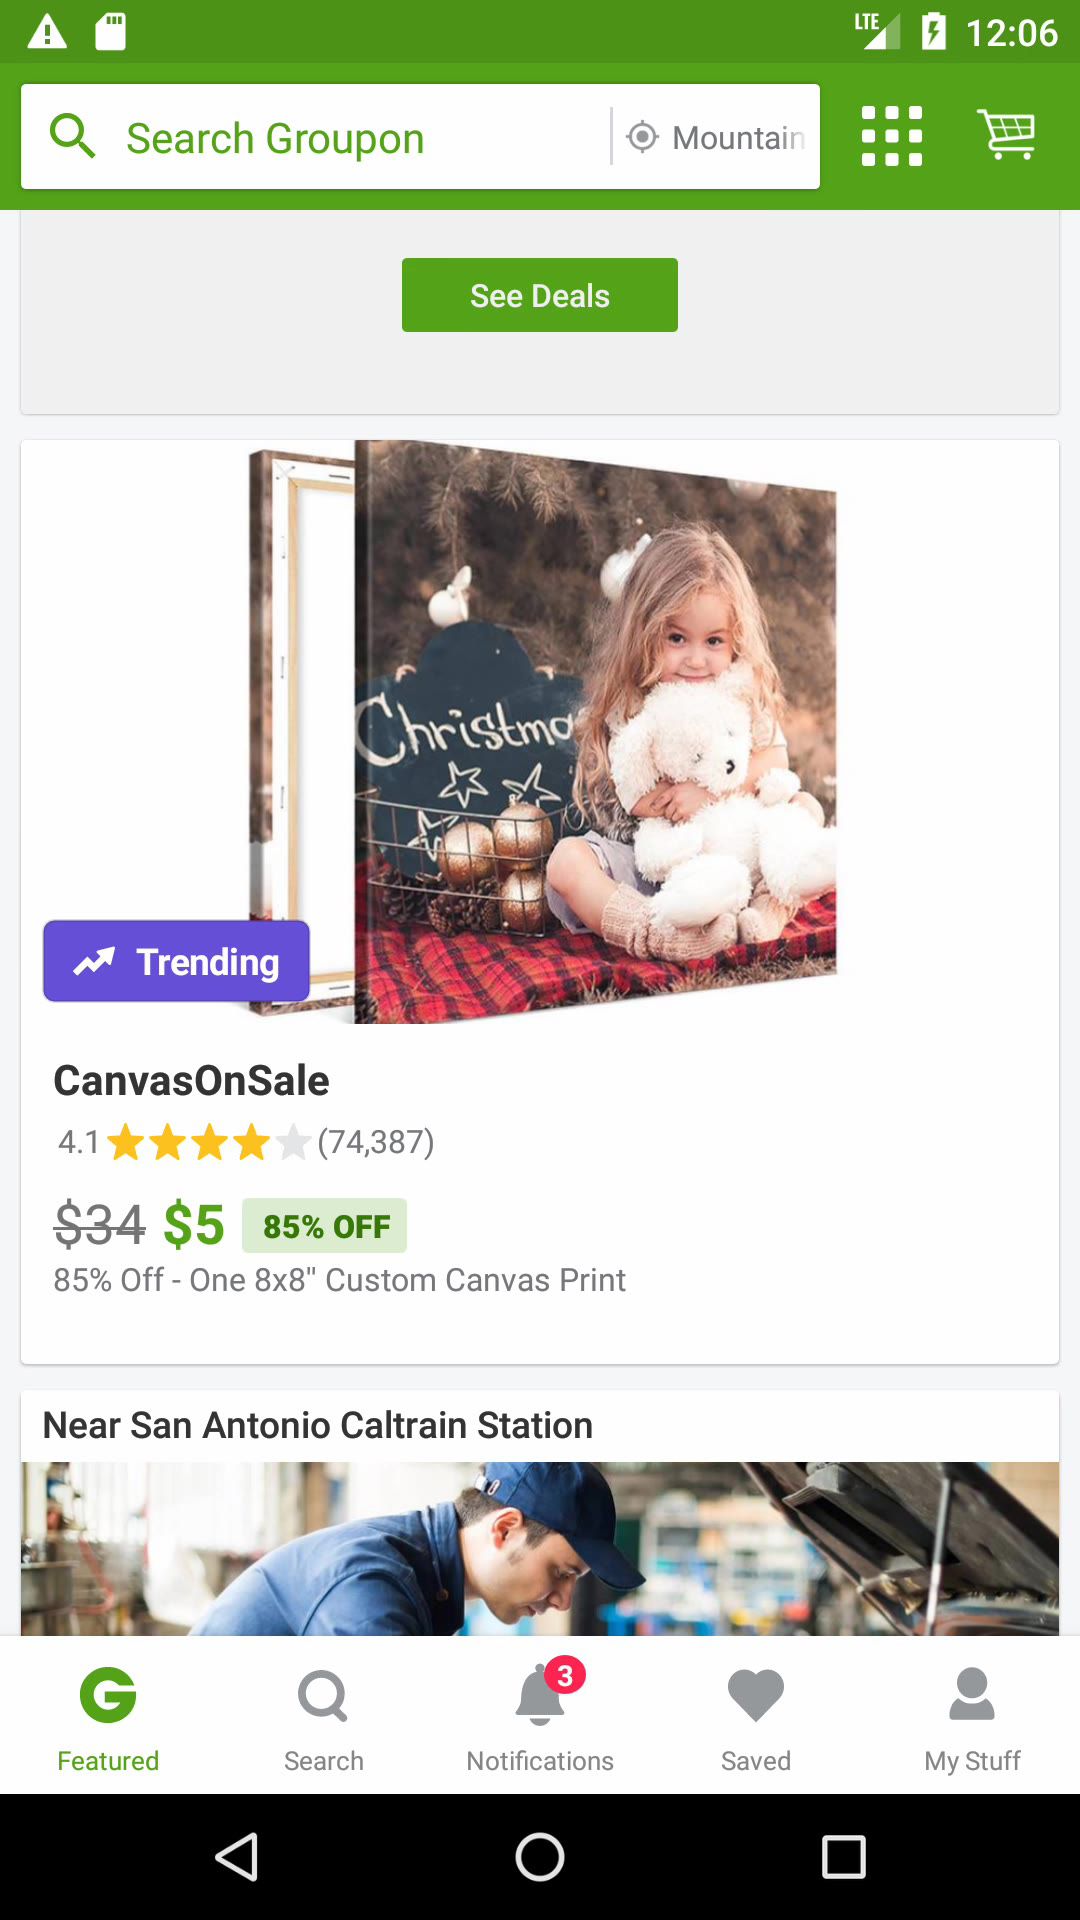 LTE 12:06
Search Groupon Mountain
See Deals
Christma
Trending
CanvasOnSale
4.1 (74,387)
$34 $5 85% OFF
85% Off - One 8x8" Custom Canvas Print
Near San Antonio Caltrain Station
3
Featured Search Notifications Saved My Stuff